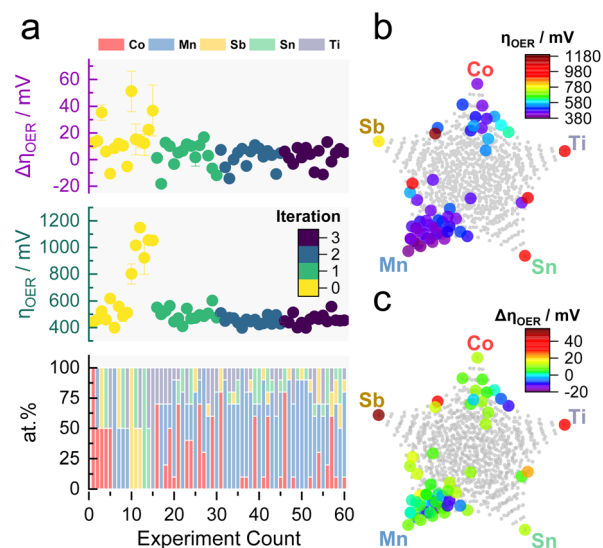 a
Co Mn Sb Sn Ti
Δη_OER / mV
60
40
20
0
-20
η_OER / mV
1200
1000
800
600
400
Iteration
3
2
1
0
at.%
100
75
50
25
0
0 10 20 30 40 50 60
Experiment Count
b
η_OER / mV
1180
980
780
580
380
Co
Sb
Ti
Mn
Sn
c
Δη_OER / mV
40
20
0
-20
Co
Sb
Ti
Mn
Sn